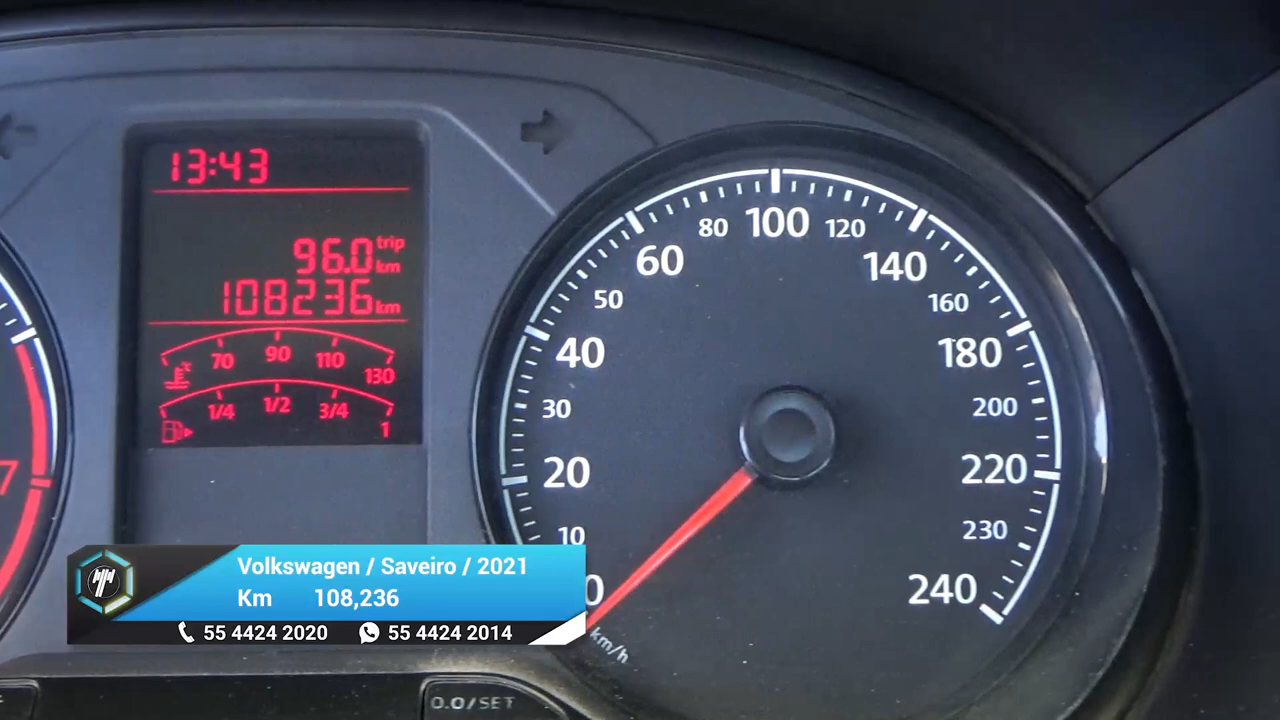 13:43
96.0 trip km
108236 km
70 90 110 130
1/4 1/2 3/4 1
7
0 10 20 30 40 50 60 80 100 120 140 160 180 200 220 230 240
km/h
Volkswagen / Saveiro / 2021
Km 108,236
55 4424 2020 55 4424 2014
0.0/SET